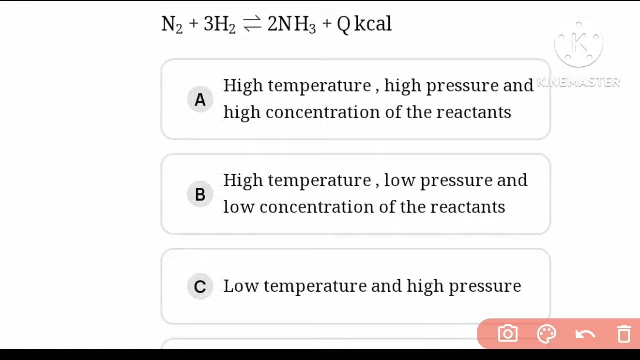 N₂ + 3H₂ ⇌ 2NH₃ + Q kcal
K
KINEMASTER
A
High temperature , high pressure and
high concentration of the reactants
B
High temperature , low pressure and
low concentration of the reactants
C
Low temperature and high pressure